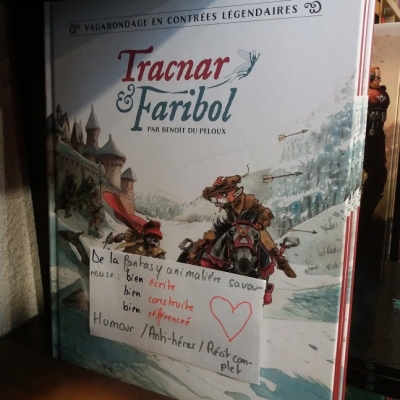 VAGABONDAGE EN CONTRÉES LÉGENDAIRES
Tracnar
& Faribol
PAR BENOÎT DU PELOUX
De la fantasy animalière savou-
reuse : bien écrite
bien construite
bien référencée
Humour / Anti-héros / Récit com-
plet